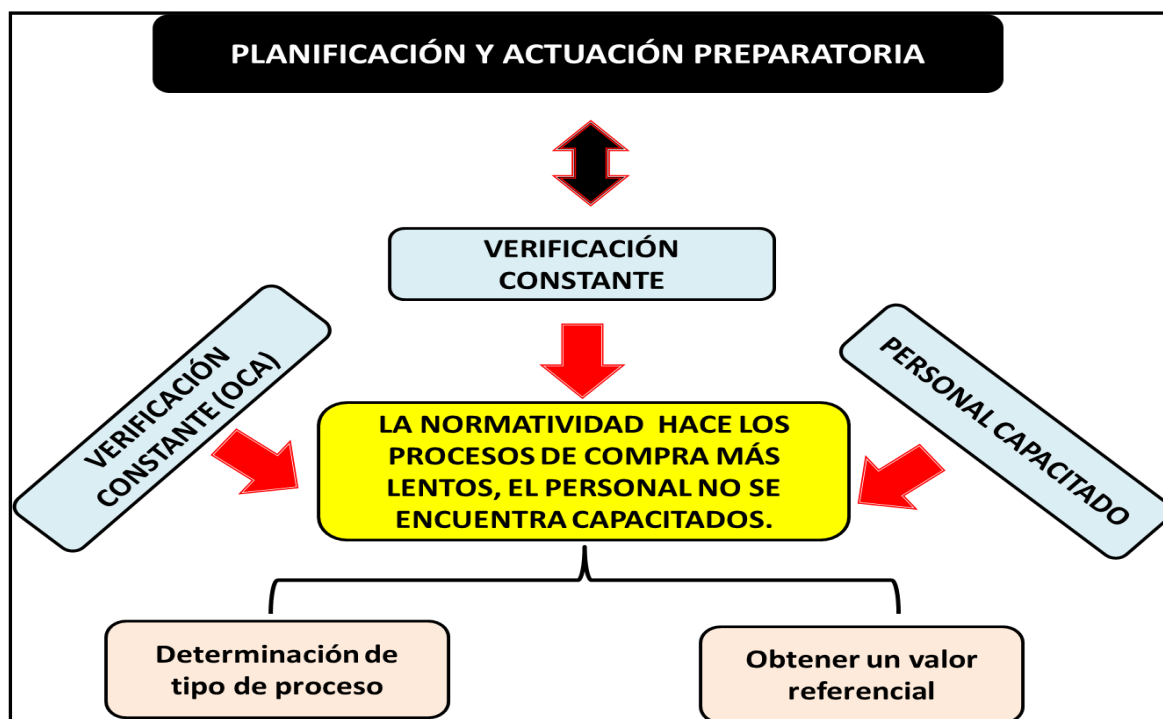 PLANIFICACIÓN Y ACTUACIÓN PREPARATORIA
VERIFICACIÓN
CONSTANTE
VERIFICACIÓN
CONSTANTE (OCA)
PERSONAL CAPACITADO
LA NORMATIVIDAD HACE LOS
PROCESOS DE COMPRA MÁS
LENTOS, EL PERSONAL NO SE
ENCUENTRA CAPACITADOS.
Determinación de
tipo de proceso
Obtener un valor
referencial